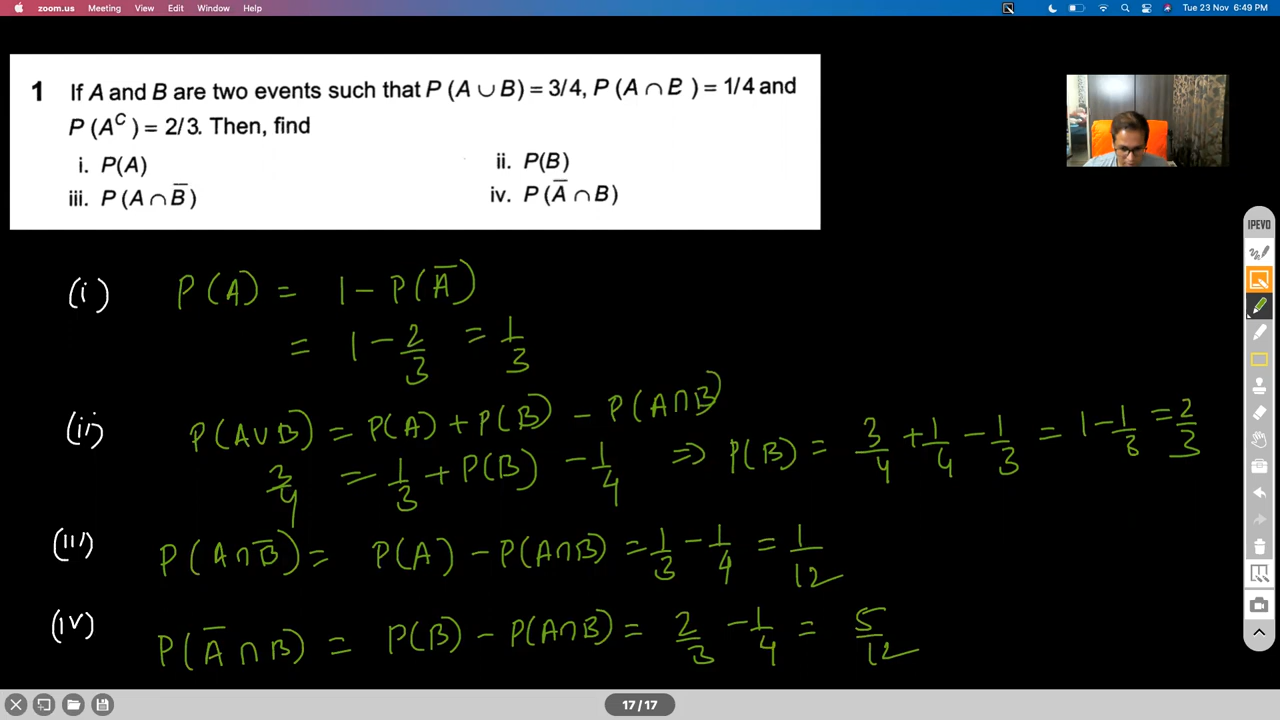 zoom.us Meeting View Edit Window Help Tue 23 Nov 6:49 PM
1 If A and B are two events such that P (A ∪ B) = 3/4, P (A ∩ B ) = 1/4 and
P (A^C ) = 2/3. Then, find
i. P(A) ii. P(B)
iii. P (A ∩ B̅) iv. P (A̅ ∩ B)
IPEVO
(i) P(A) = 1 - P(A̅)
= 1 - 2/3 = 1/3
(ii) P(A∪B) = P(A) + P(B) - P(A∩B)
3/4 = 1/3 + P(B) - 1/4 ⇒ P(B) = 3/4 + 1/4 - 1/3 = 1 - 1/3 = 2/3
(iii) P(A∩B̅) = P(A) - P(A∩B) = 1/3 - 1/4 = 1/12
(iv) P(A̅∩B) = P(B) - P(A∩B) = 2/3 - 1/4 = 5/12
17 / 17